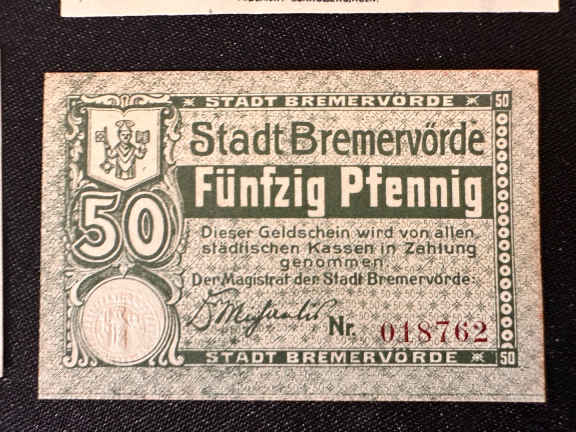 STADT BREMERVÖRDE 50
Stadt Bremervörde
Fünfzig Pfennig
50
Dieser Geldschein wird von allen
städtischen Kassen in Zahlung
genommen.
Der Magistrat der Stadt Bremervörde:
Nr. 018762
STADT BREMERVÖRDE 50